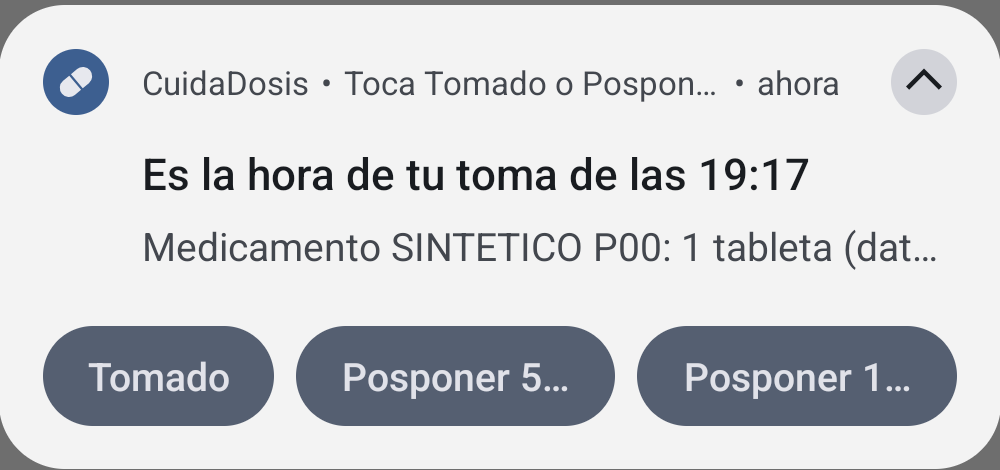 CuidaDosis • Toca Tomado o Pospon... • ahora
Es la hora de tu toma de las 19:17
Medicamento SINTETICO P00: 1 tableta (dat...
Tomado
Posponer 5...
Posponer 1...